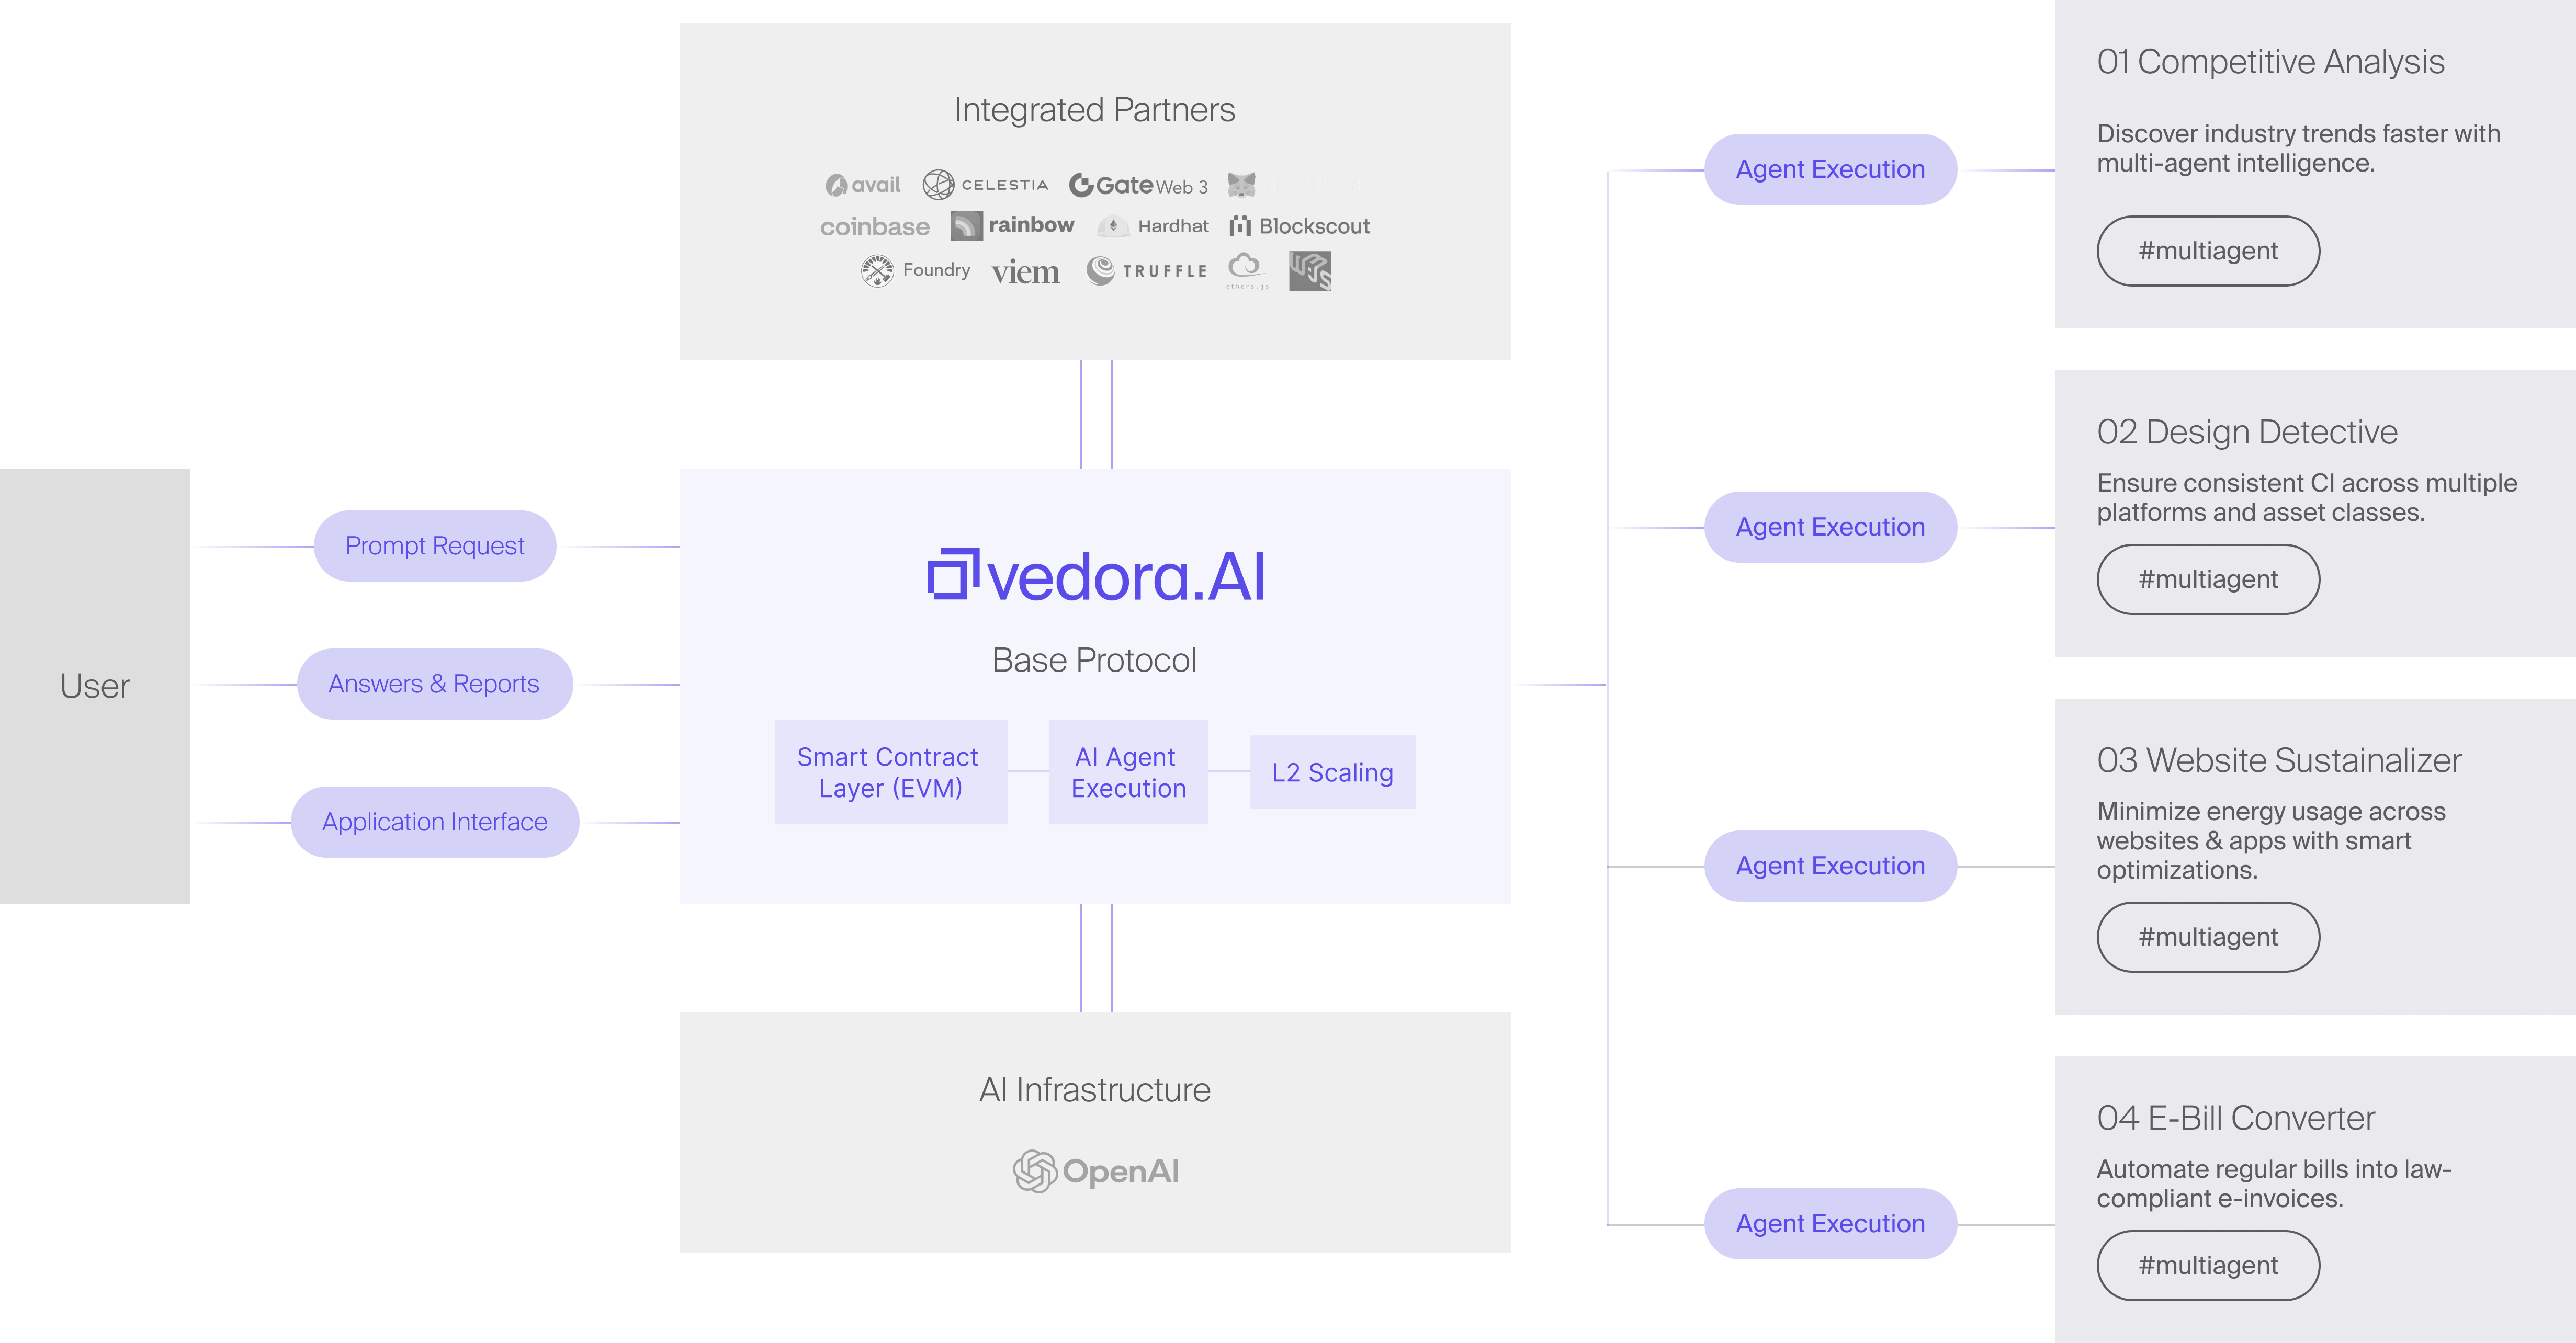 Integrated Partners
avail
CELESTIA
Gate Web 3
coinbase
rainbow
Hardhat
Blockscout
Foundry
viem
TRUFFLE
ethers.js
User
Prompt Request
Answers & Reports
Application Interface
vedora.AI
Base Protocol
Smart Contract
Layer (EVM)
AI Agent
Execution
L2 Scaling
AI Infrastructure
OpenAI
Agent Execution
01 Competitive Analysis
Discover industry trends faster with
multi-agent intelligence.
#multiagent
Agent Execution
02 Design Detective
Ensure consistent CI across multiple
platforms and asset classes.
#multiagent
Agent Execution
03 Website Sustainalizer
Minimize energy usage across
websites & apps with smart
optimizations.
#multiagent
Agent Execution
04 E-Bill Converter
Automate regular bills into law-
compliant e-invoices.
#multiagent